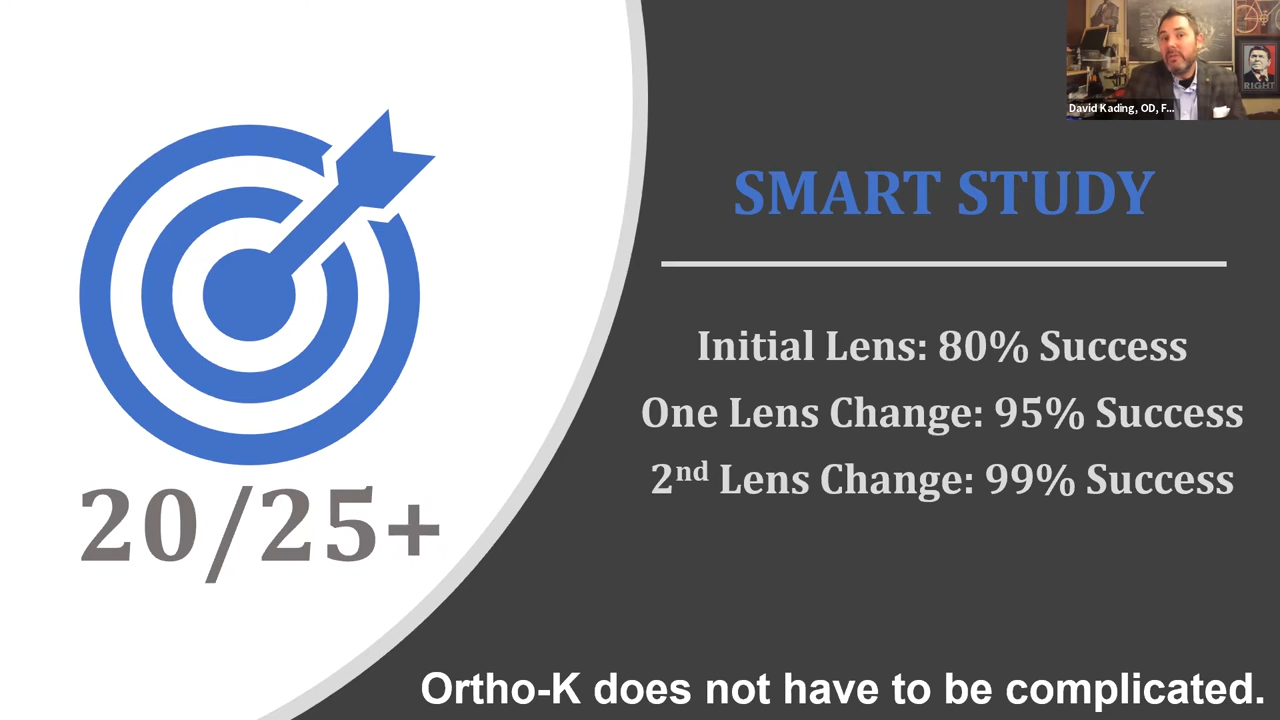 David Kading, OD, F...
RIGHT
SMART STUDY
Initial Lens: 80% Success
One Lens Change: 95% Success
2nd Lens Change: 99% Success
20/25+
Ortho-K does not have to be complicated.